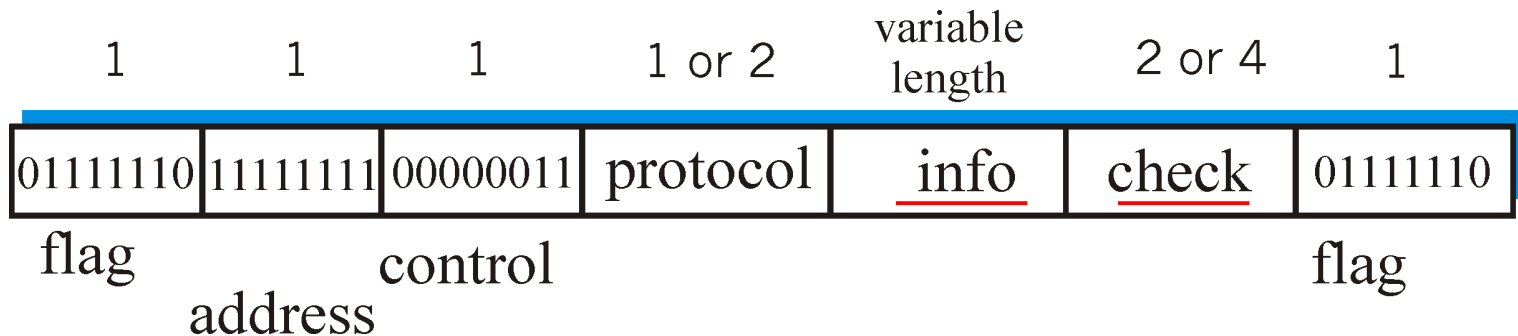 1 1 1 1 or 2 variable length 2 or 4 1
01111110 11111111 00000011 protocol info check 01111110
flag address control flag